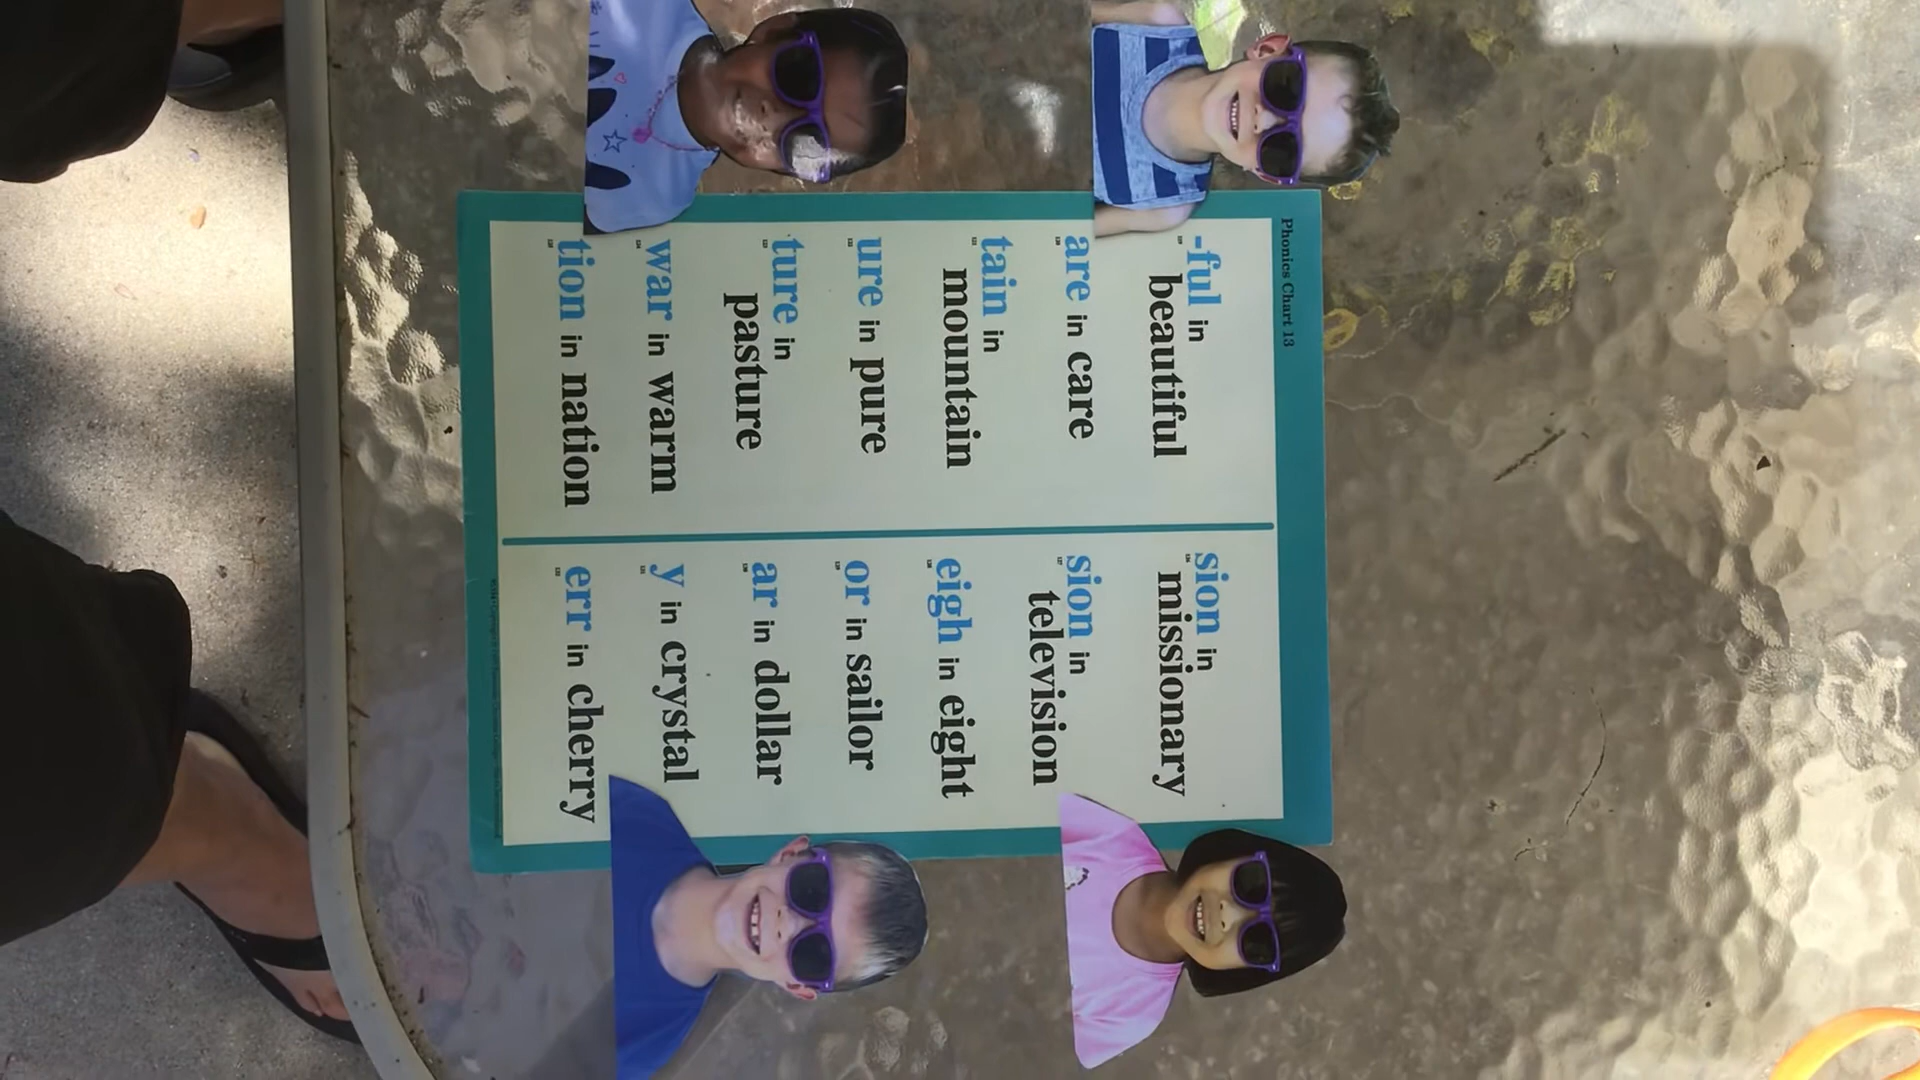 Phonics Chart 13
-ful in
beautiful
are in care
tain in
mountain
ure in pure
ture in
pasture
war in warm
tion in nation
sion in
missionary
sion in
television
eigh in eight
or in sailor
ar in dollar
y in crystal
err in cherry